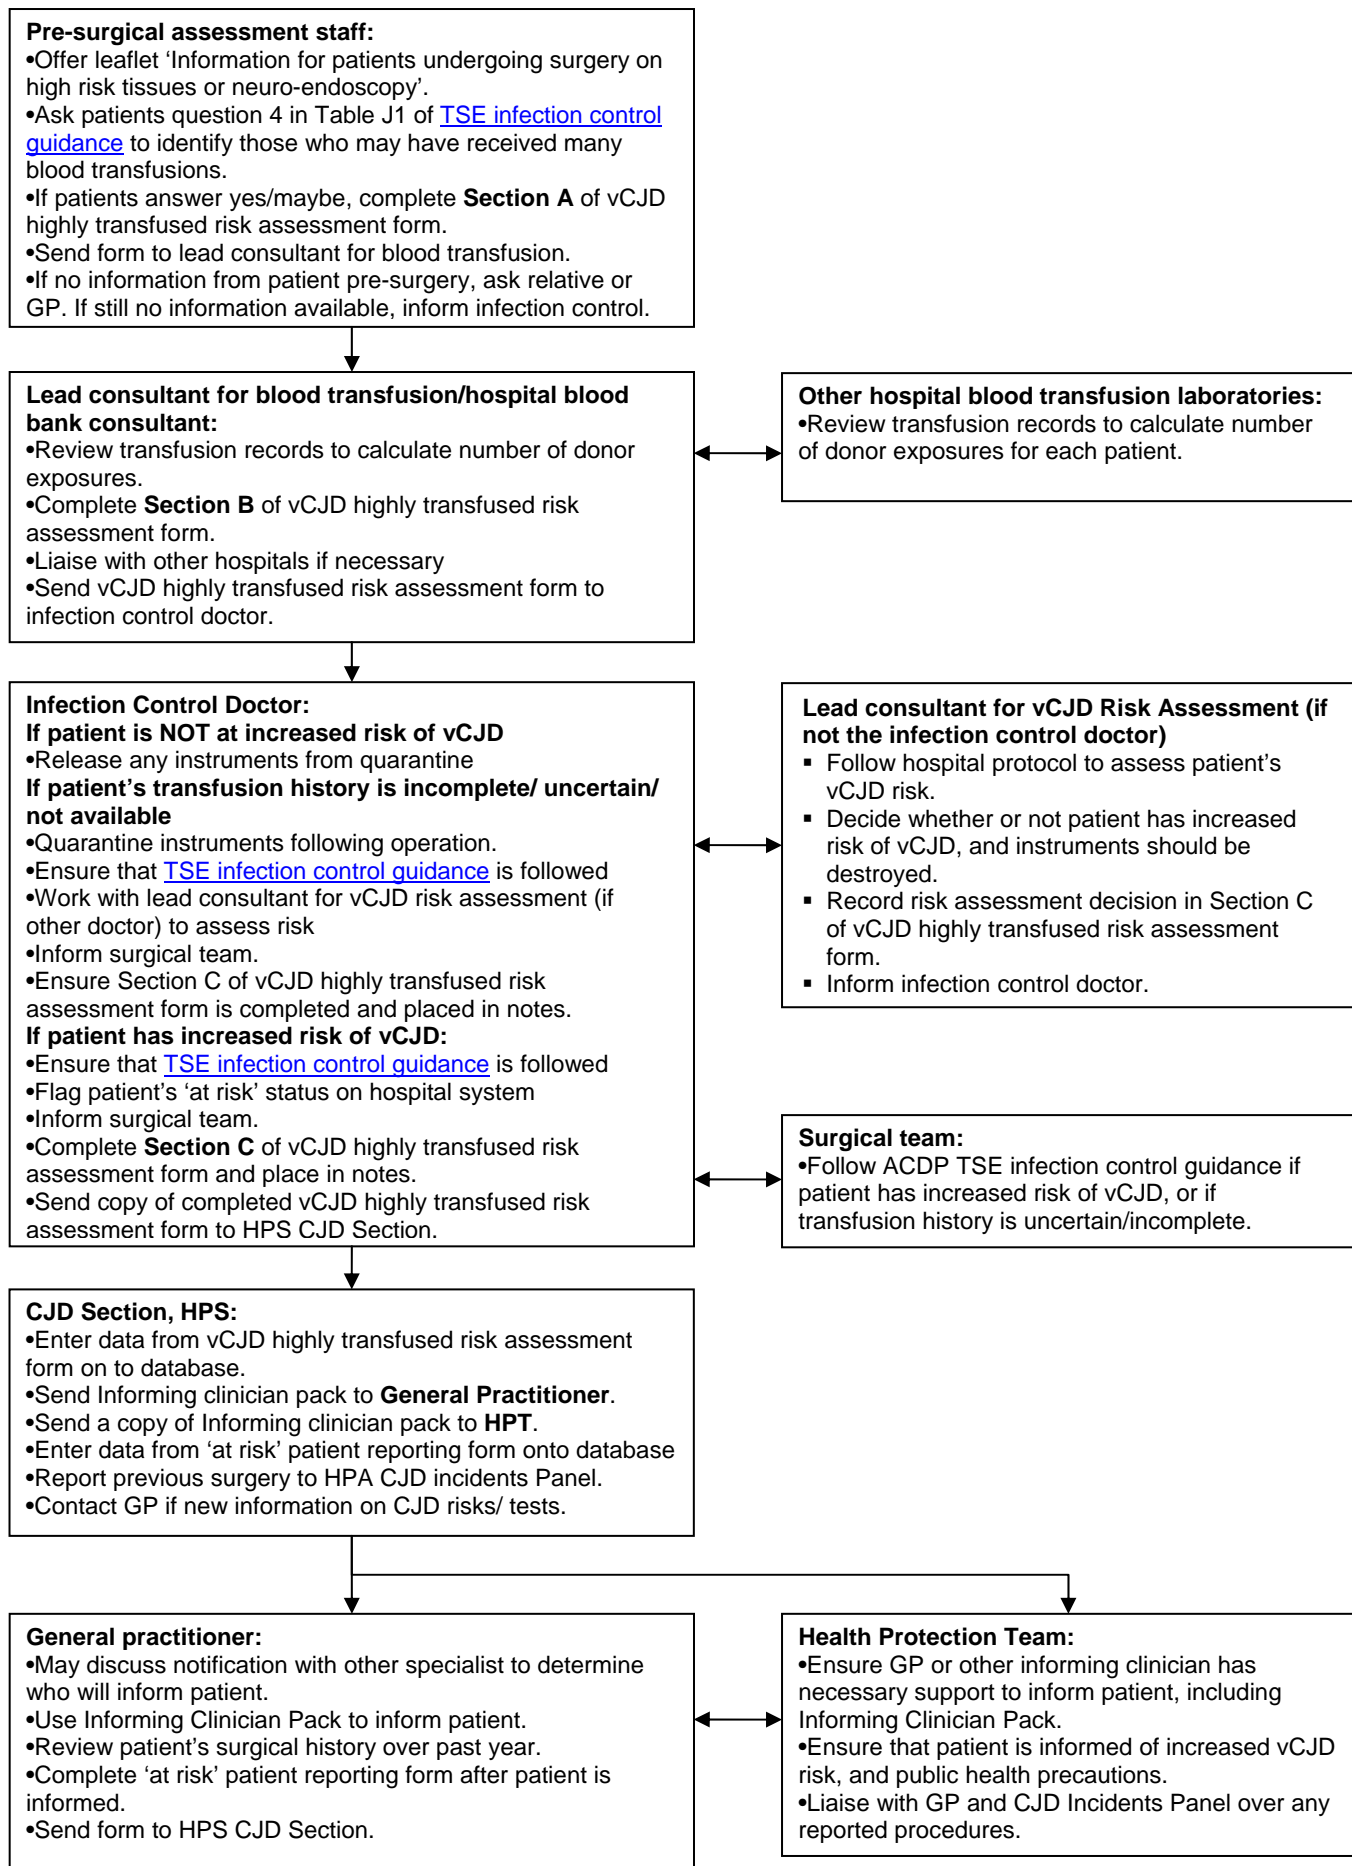 Pre-surgical assessment staff:
•Offer leaflet ‘Information for patients undergoing surgery on
high risk tissues or neuro-endoscopy’.
•Ask patients question 4 in Table J1 of TSE infection control
guidance to identify those who may have received many
blood transfusions.
•If patients answer yes/maybe, complete Section A of vCJD
highly transfused risk assessment form.
•Send form to lead consultant for blood transfusion.
•If no information from patient pre-surgery, ask relative or
GP. If still no information available, inform infection control.
Lead consultant for blood transfusion/hospital blood
bank consultant:
•Review transfusion records to calculate number of donor
exposures.
•Complete Section B of vCJD highly transfused risk
assessment form.
•Liaise with other hospitals if necessary
•Send vCJD highly transfused risk assessment form to
infection control doctor.
Other hospital blood transfusion laboratories:
•Review transfusion records to calculate number
of donor exposures for each patient.
Infection Control Doctor:
If patient is NOT at increased risk of vCJD
•Release any instruments from quarantine
If patient’s transfusion history is incomplete/ uncertain/
not available
•Quarantine instruments following operation.
•Ensure that TSE infection control guidance is followed
•Work with lead consultant for vCJD risk assessment (if
other doctor) to assess risk
•Inform surgical team.
•Ensure Section C of vCJD highly transfused risk
assessment form is completed and placed in notes.
If patient has increased risk of vCJD:
•Ensure that TSE infection control guidance is followed
•Flag patient’s ‘at risk’ status on hospital system
•Inform surgical team.
•Complete Section C of vCJD highly transfused risk
assessment form and place in notes.
•Send copy of completed vCJD highly transfused risk
assessment form to HPS CJD Section.
Lead consultant for vCJD Risk Assessment (if
not the infection control doctor)
▪ Follow hospital protocol to assess patient’s
vCJD risk.
▪ Decide whether or not patient has increased
risk of vCJD, and instruments should be
destroyed.
▪ Record risk assessment decision in Section C
of vCJD highly transfused risk assessment
form.
▪ Inform infection control doctor.
Surgical team:
•Follow ACDP TSE infection control guidance if
patient has increased risk of vCJD, or if
transfusion history is uncertain/incomplete.
CJD Section, HPS:
•Enter data from vCJD highly transfused risk assessment
form on to database.
•Send Informing clinician pack to General Practitioner.
•Send a copy of Informing clinician pack to HPT.
•Enter data from ‘at risk’ patient reporting form onto database
•Report previous surgery to HPA CJD incidents Panel.
•Contact GP if new information on CJD risks/ tests.
General practitioner:
•May discuss notification with other specialist to determine
who will inform patient.
•Use Informing Clinician Pack to inform patient.
•Review patient’s surgical history over past year.
•Complete ‘at risk’ patient reporting form after patient is
informed.
•Send form to HPS CJD Section.
Health Protection Team:
•Ensure GP or other informing clinician has
necessary support to inform patient, including
Informing Clinician Pack.
•Ensure that patient is informed of increased vCJD
risk, and public health precautions.
•Liaise with GP and CJD Incidents Panel over any
reported procedures.